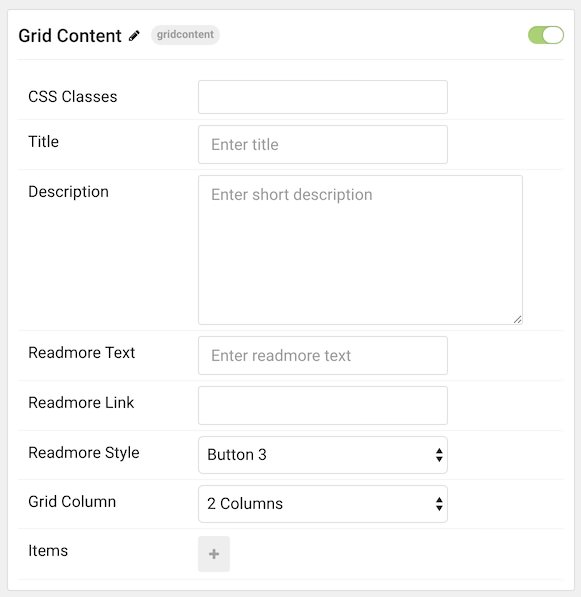 Grid Content gridcontent
CSS Classes
Title Enter title
Description Enter short description
Readmore Text Enter readmore text
Readmore Link
Readmore Style Button 3
Grid Column 2 Columns
Items +